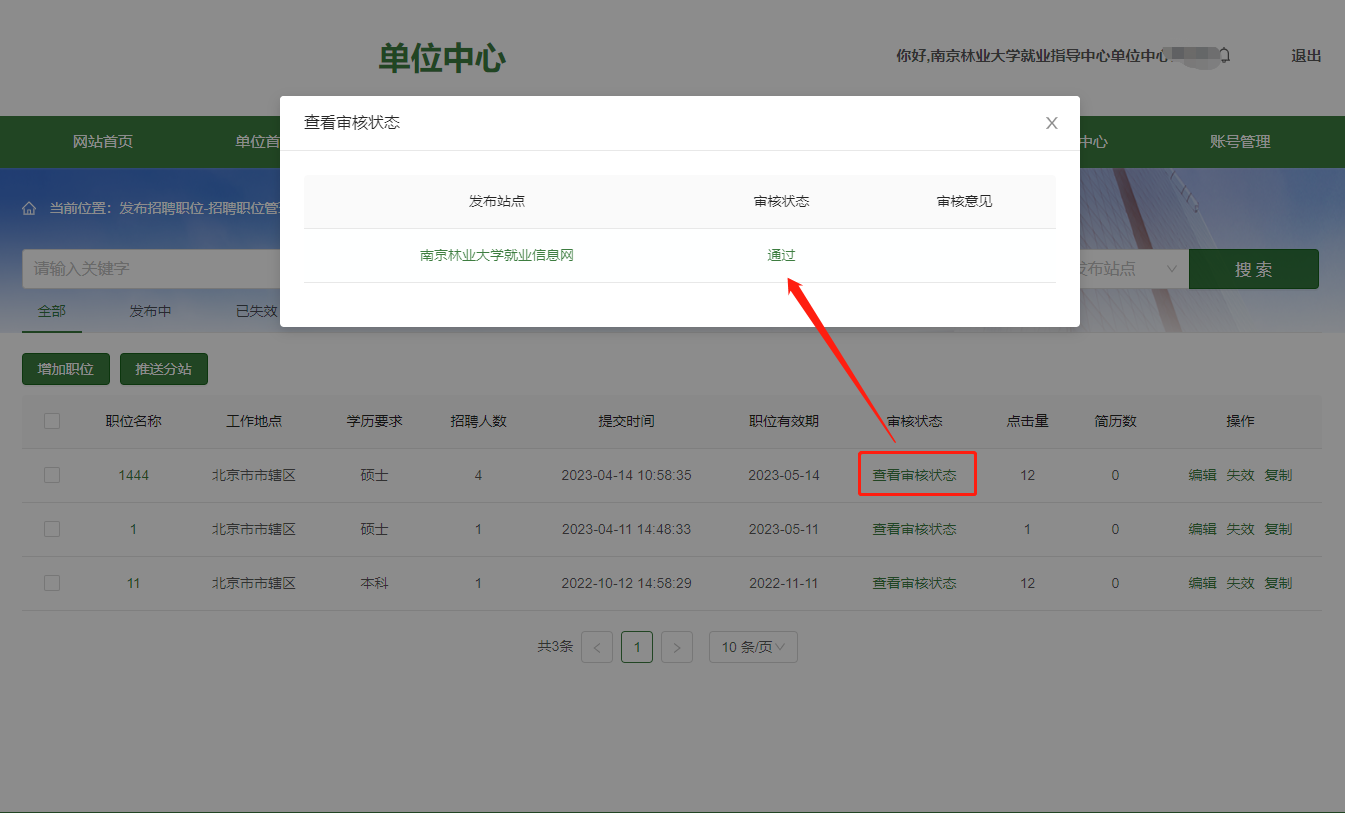 单位中心
你好,南京林业大学就业指导中心单位中心
退出
网站首页
单位首
中心
账号管理
查看审核状态
X
发布站点 审核状态 审核意见
南京林业大学就业信息网 通过
当前位置：发布招聘职位-招聘职位管
请输入关键字
布站点
搜 索
全部 发布中 已失效
增加职位 推送分站
职位名称 工作地点 学历要求 招聘人数 提交时间 职位有效期 审核状态 点击量 简历数 操作
1444 北京市市辖区 硕士 4 2023-04-14 10:58:35 2023-05-14 查看审核状态 12 0 编辑 失效 复制
1 北京市市辖区 硕士 1 2023-04-11 14:48:33 2023-05-11 查看审核状态 1 0 编辑 失效 复制
11 北京市市辖区 本科 1 2022-10-12 14:58:29 2022-11-11 查看审核状态 12 0 编辑 失效 复制
共3条 < 1 > 10 条/页